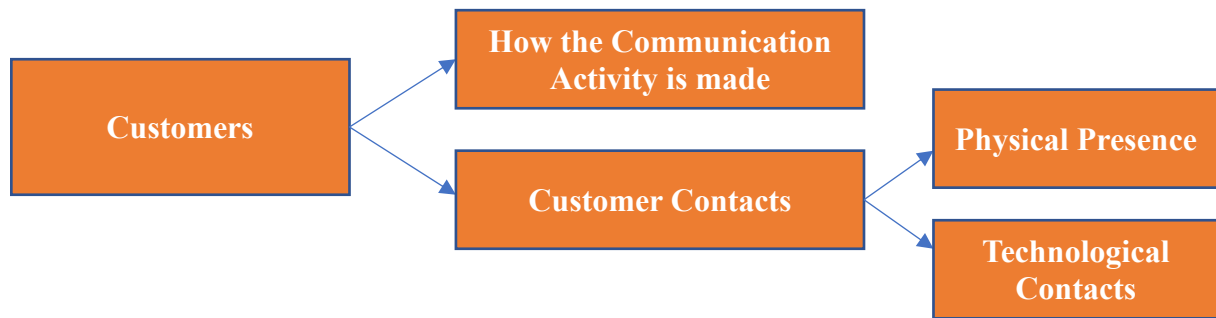 Customers
How the Communication
Activity is made
Customer Contacts
Physical Presence
Technological
Contacts